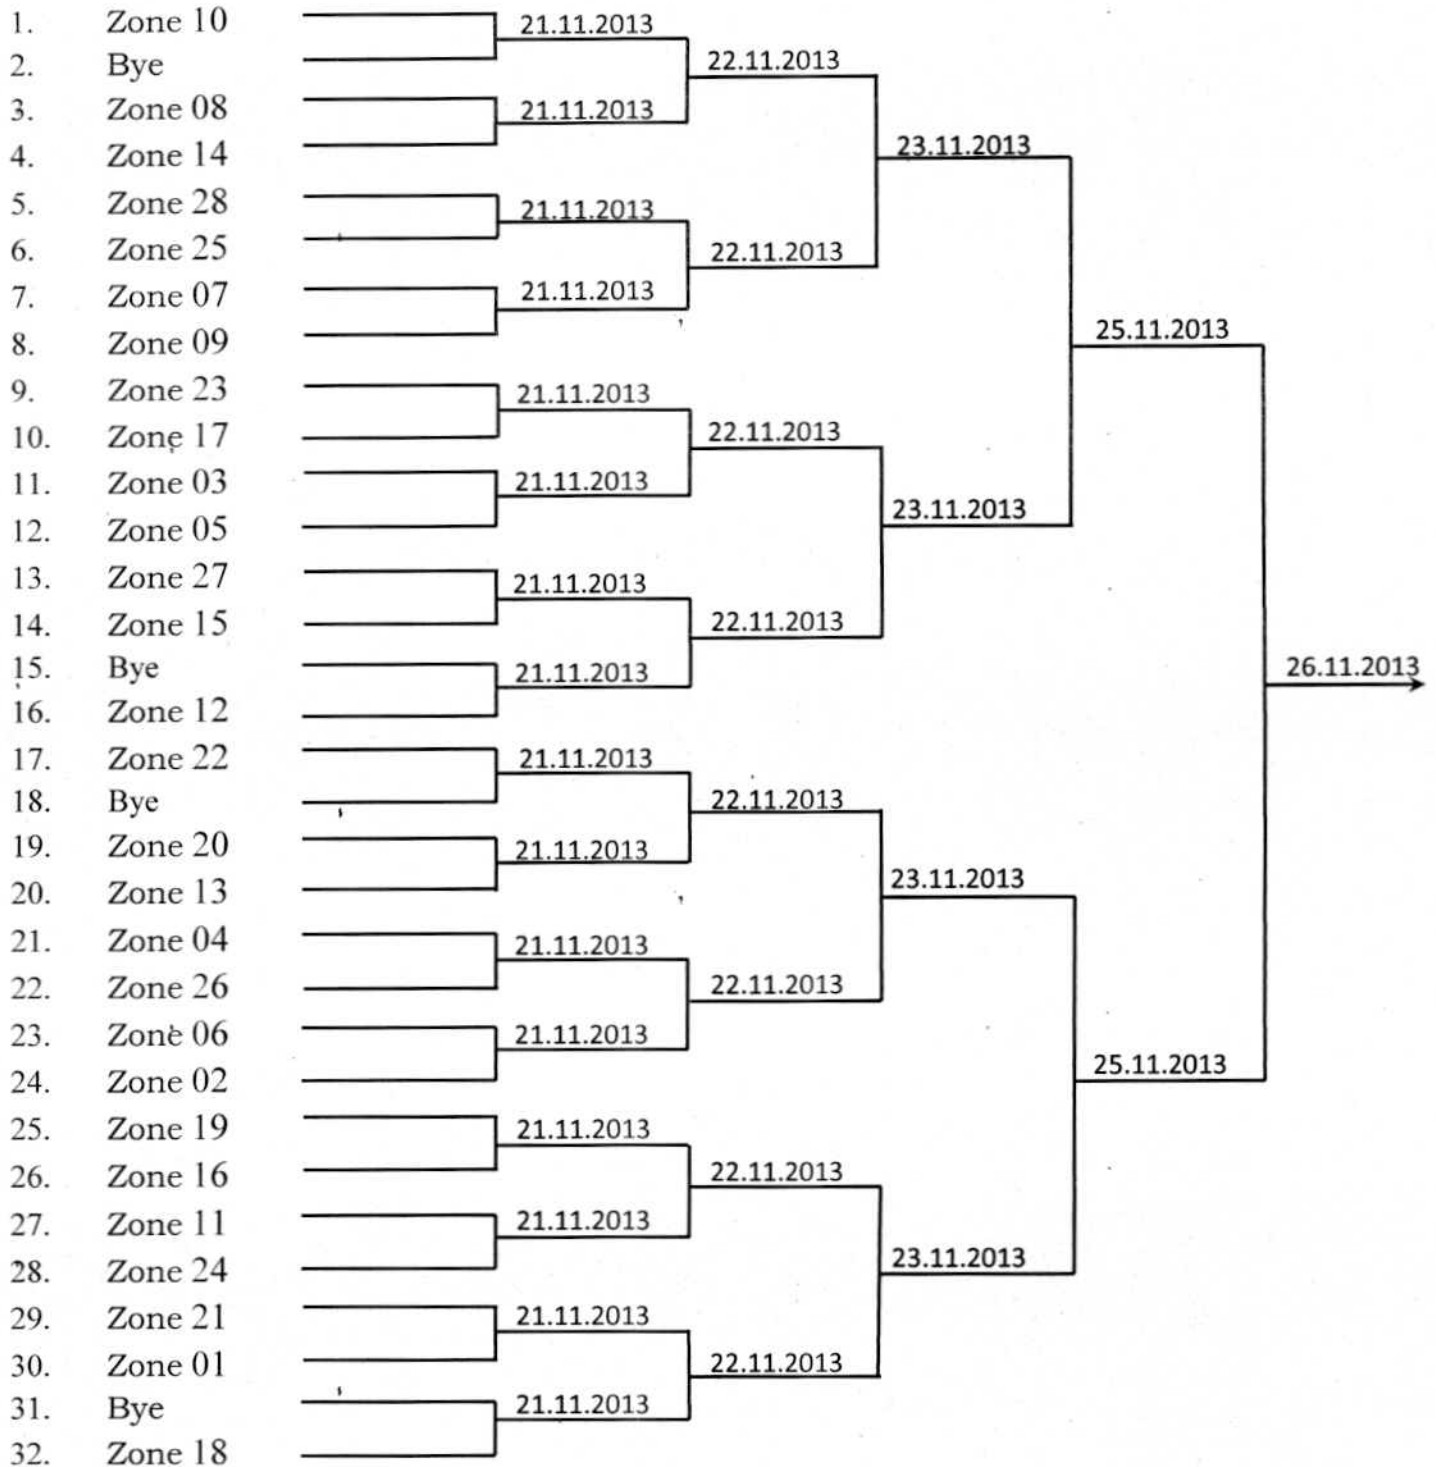 1. Zone 10
21.11.2013
2. Bye
22.11.2013
3. Zone 08
21.11.2013
4. Zone 14
23.11.2013
5. Zone 28
21.11.2013
6. Zone 25
22.11.2013
7. Zone 07
21.11.2013
8. Zone 09
25.11.2013
9. Zone 23
21.11.2013
10. Zone 17
22.11.2013
11. Zone 03
21.11.2013
12. Zone 05
23.11.2013
13. Zone 27
21.11.2013
14. Zone 15
22.11.2013
15. Bye
21.11.2013
26.11.2013
16. Zone 12
17. Zone 22
21.11.2013
18. Bye
22.11.2013
19. Zone 20
21.11.2013
20. Zone 13
23.11.2013
21. Zone 04
21.11.2013
22. Zone 26
22.11.2013
23. Zone 06
21.11.2013
24. Zone 02
25.11.2013
25. Zone 19
21.11.2013
26. Zone 16
22.11.2013
27. Zone 11
21.11.2013
28. Zone 24
23.11.2013
29. Zone 21
21.11.2013
30. Zone 01
22.11.2013
31. Bye
21.11.2013
32. Zone 18